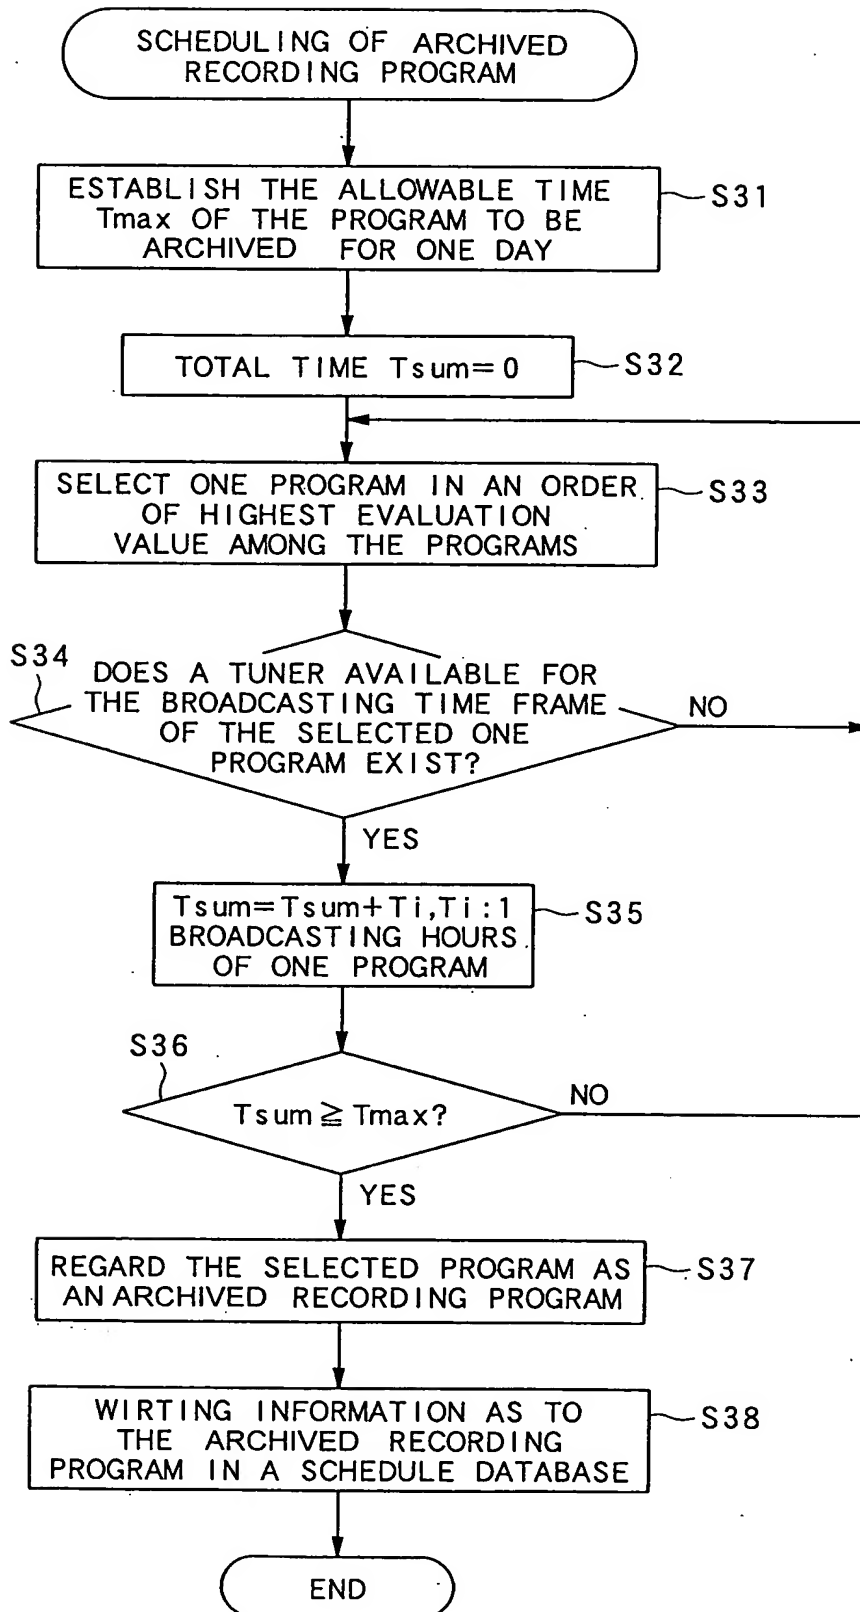 SCHEDULING OF ARCHIVED
RECORDING PROGRAM
ESTABLISH THE ALLOWABLE TIME
Tmax OF THE PROGRAM TO BE
ARCHIVED FOR ONE DAY
S31
TOTAL TIME Tsum=0
S32
SELECT ONE PROGRAM IN AN ORDER
OF HIGHEST EVALUATION
VALUE AMONG THE PROGRAMS
S33
S34
DOES A TUNER AVAILABLE FOR
THE BROADCASTING TIME FRAME
OF THE SELECTED ONE
PROGRAM EXIST?
NO
YES
Tsum=Tsum+Ti,Ti:1
BROADCASTING HOURS
OF ONE PROGRAM
S35
S36
Tsum≧Tmax?
NO
YES
REGARD THE SELECTED PROGRAM AS
AN ARCHIVED RECORDING PROGRAM
S37
WIRTING INFORMATION AS TO
THE ARCHIVED RECORDING
PROGRAM IN A SCHEDULE DATABASE
S38
END